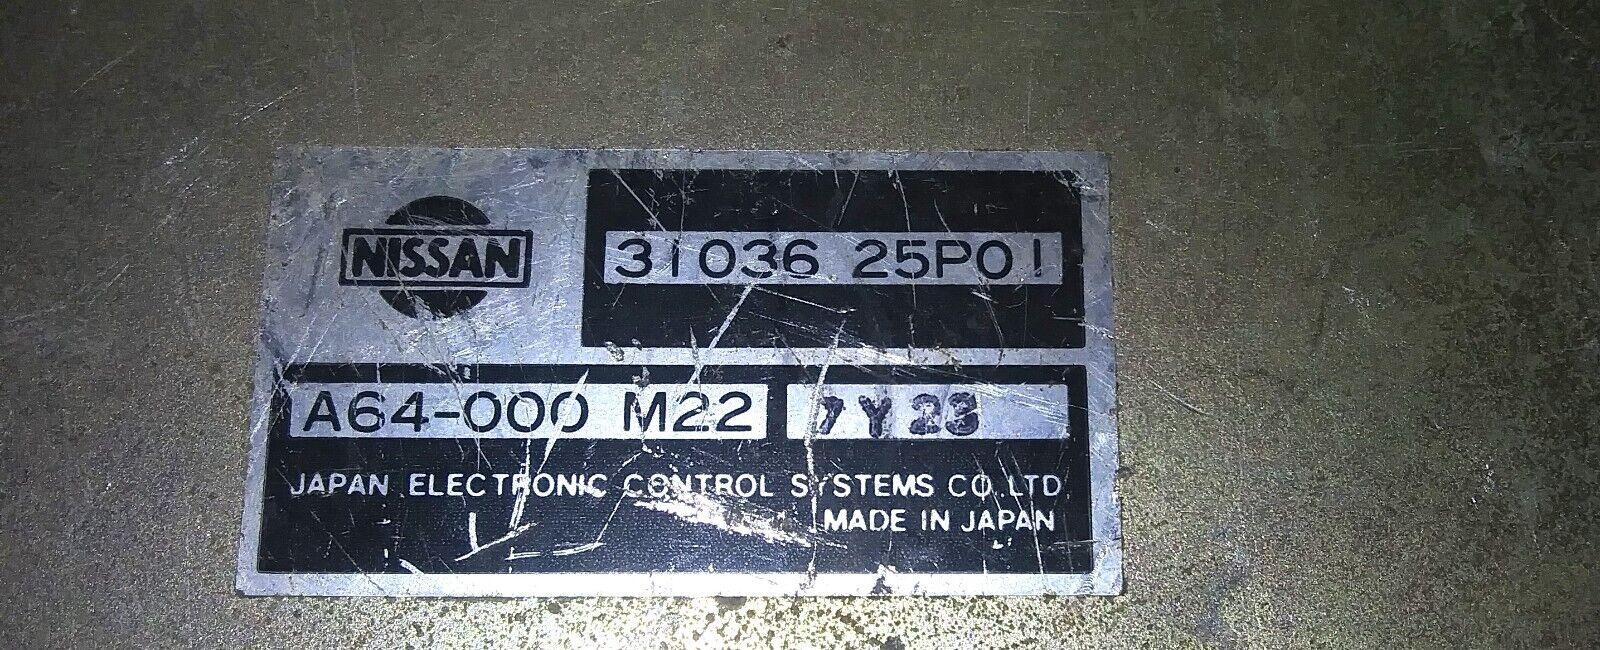 NISSAN
31036 25P01
A64-000 M22
7Y23
JAPAN ELECTRONIC CONTROL SYSTEMS CO.LTD
MADE IN JAPAN